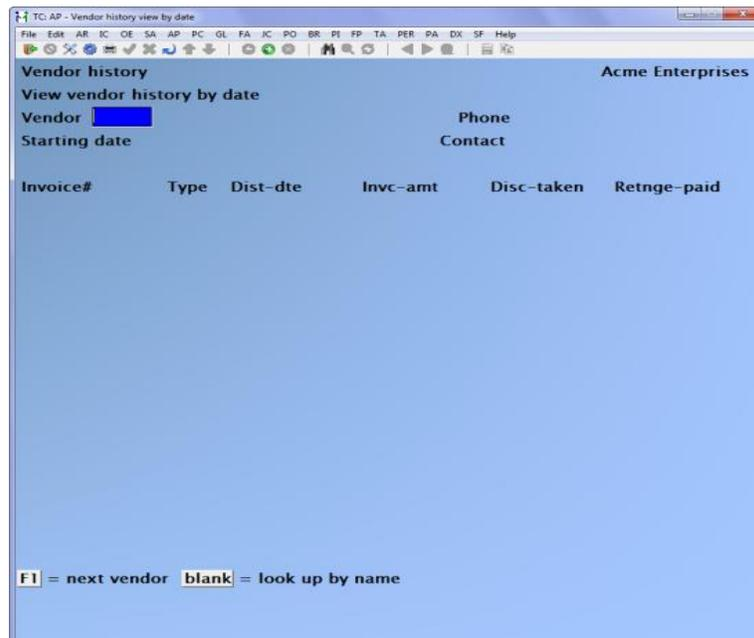 TC: AP - Vendor history view by date
File Edit AR IC OE SA AP PC GL FA JC PO BR PI FP TA PER PA DX SF Help
Vendor history Acme Enterprises
View vendor history by date
Vendor Phone
Starting date Contact
Invoice# Type Dist-dte Invc-amt Disc-taken Retnge-paid
F1 = next vendor blank = look up by name